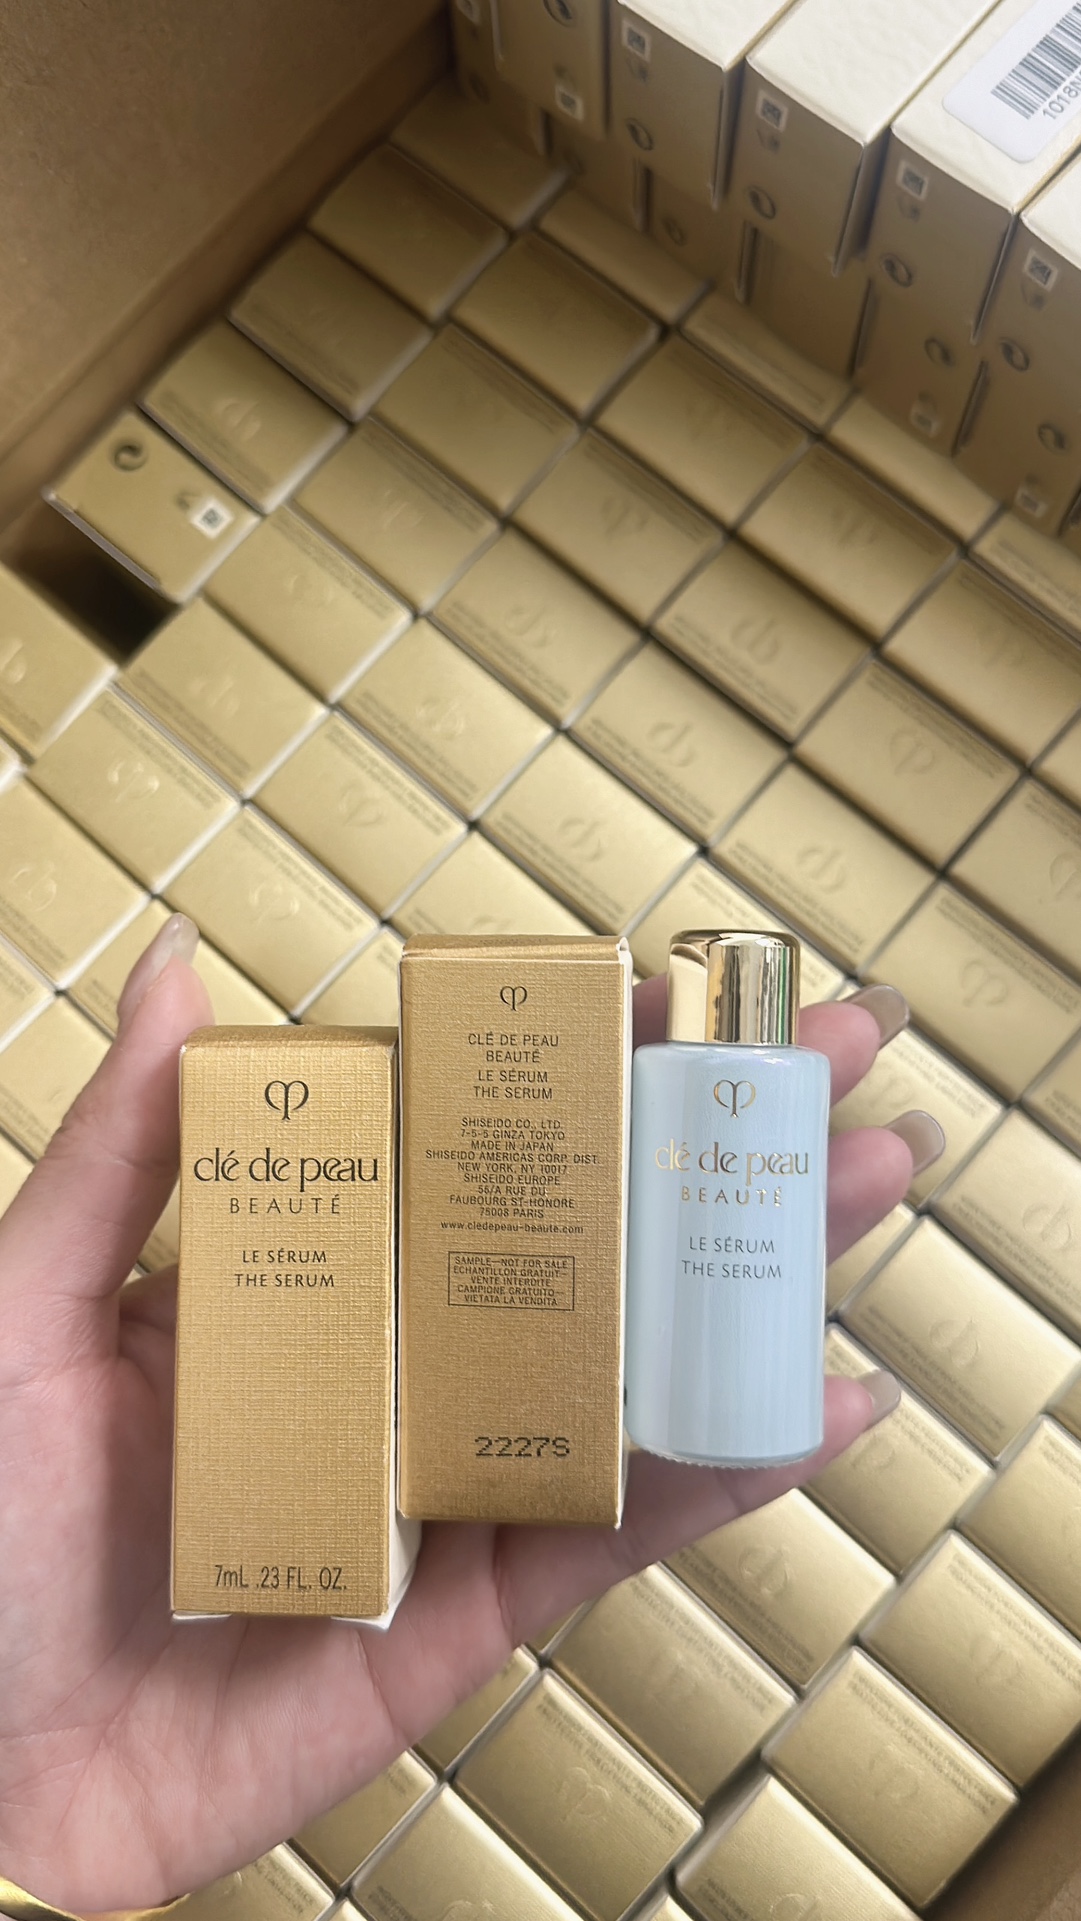 1018N
clé de peau
BEAUTÉ
LE SÉRUM
THE SERUM
7mL .23 FL. OZ.
CLÉ DE PEAU
BEAUTÉ
LE SÉRUM
THE SERUM
SHISEIDO CO., LTD.
7-5-5 GINZA TOKYO
MADE IN JAPAN
SHISEIDO AMERICAS CORP. DIST.
NEW YORK, NY 10017
SHISEIDO EUROPE
56/A RUE DU
FAUBOURG ST-HONORE
75008 PARIS
www.cledepeau-beaute.com
SAMPLE—NOT FOR SALE
ECHANTILLON GRATUIT—
VENTE INTERDITE
CAMPIONE GRATUITO—
VIETATA LA VENDITA
2227S
clé de peau
BEAUTÉ
LE SÉRUM
THE SERUM